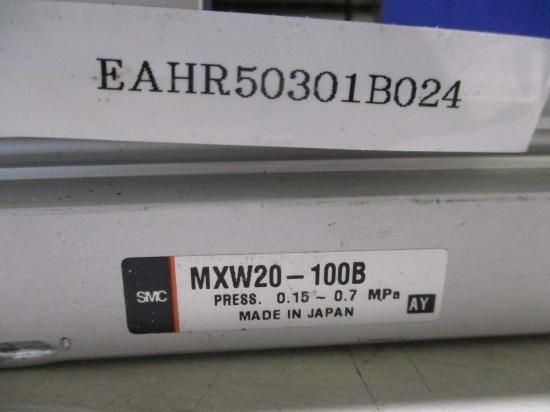 EAHR50301B024
SMC
MXW20-100B
PRESS. 0.15 ~ 0.7 MPa
AY
MADE IN JAPAN